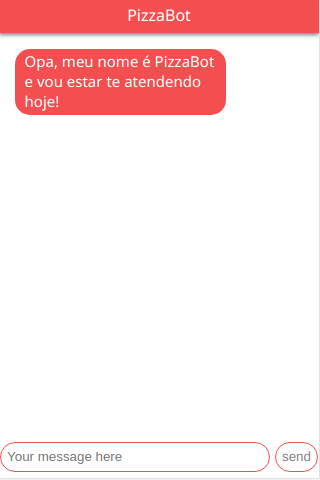 PizzaBot
Opa, meu nome é PizzaBot
e vou estar te atendendo
hoje!
Your message here
send